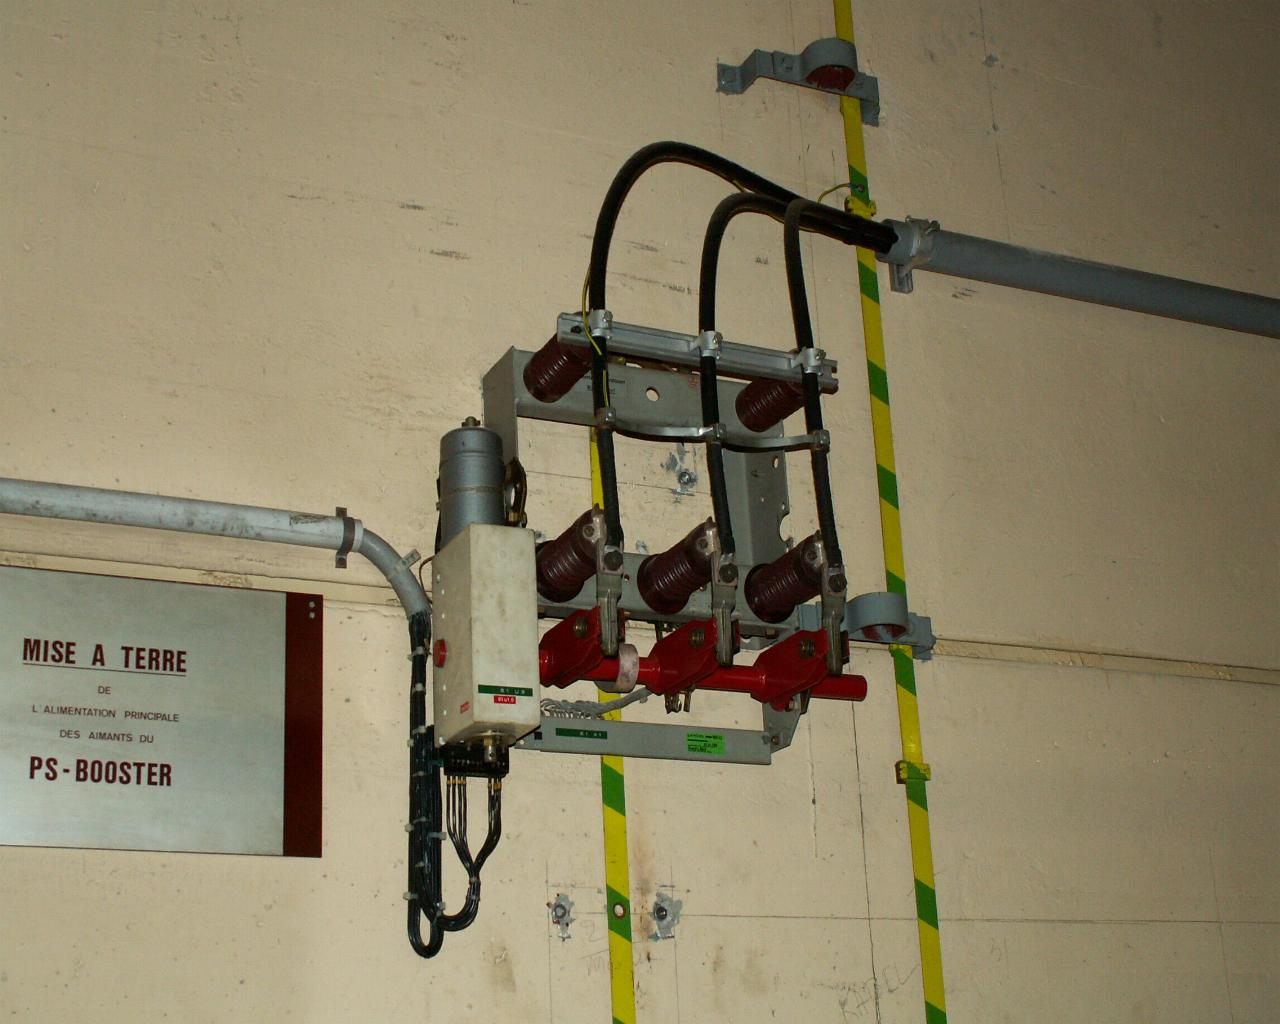 MISE A TERRE
DE
L'ALIMENTATION PRINCIPALE
DES AIMANTS DU
PS-BOOSTER